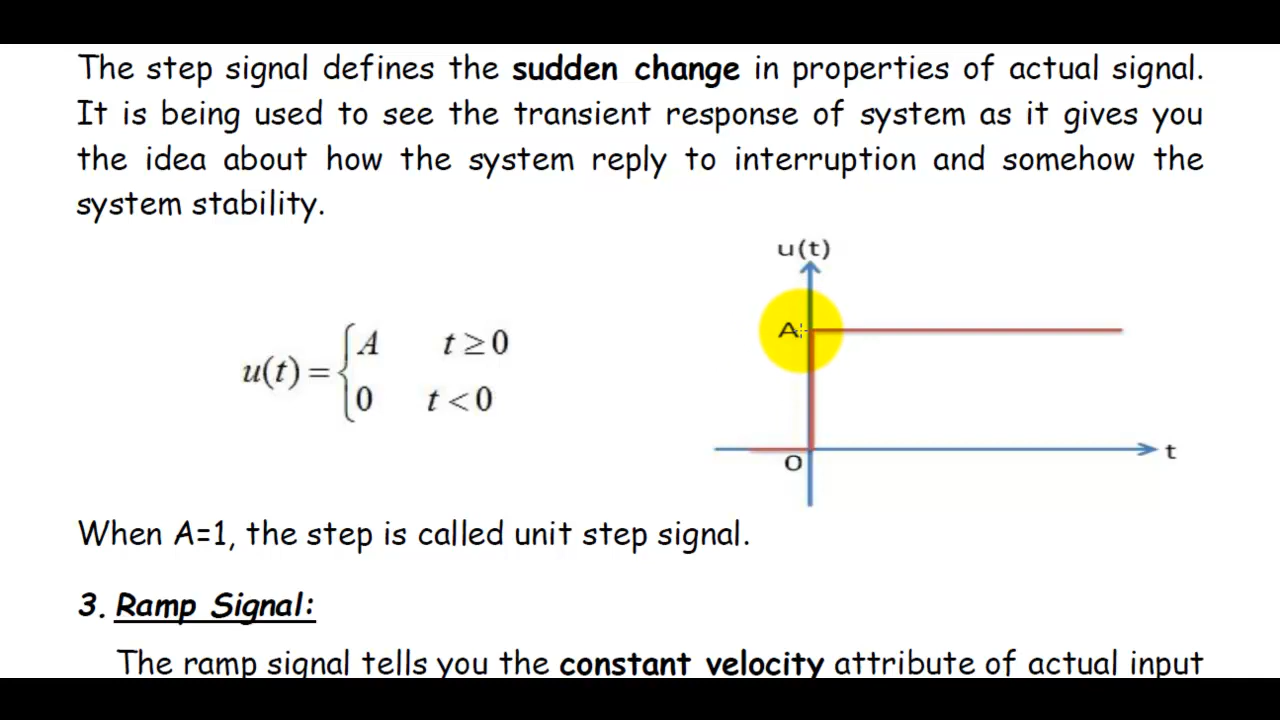 The step signal defines the sudden change in properties of actual signal.
It is being used to see the transient response of system as it gives you
the idea about how the system reply to interruption and somehow the
system stability.
u(t)
A
u(t) = { A t ≥ 0
0 t < 0
0
t
When A=1, the step is called unit step signal.
3. Ramp Signal:
The ramp signal tells you the constant velocity attribute of actual input